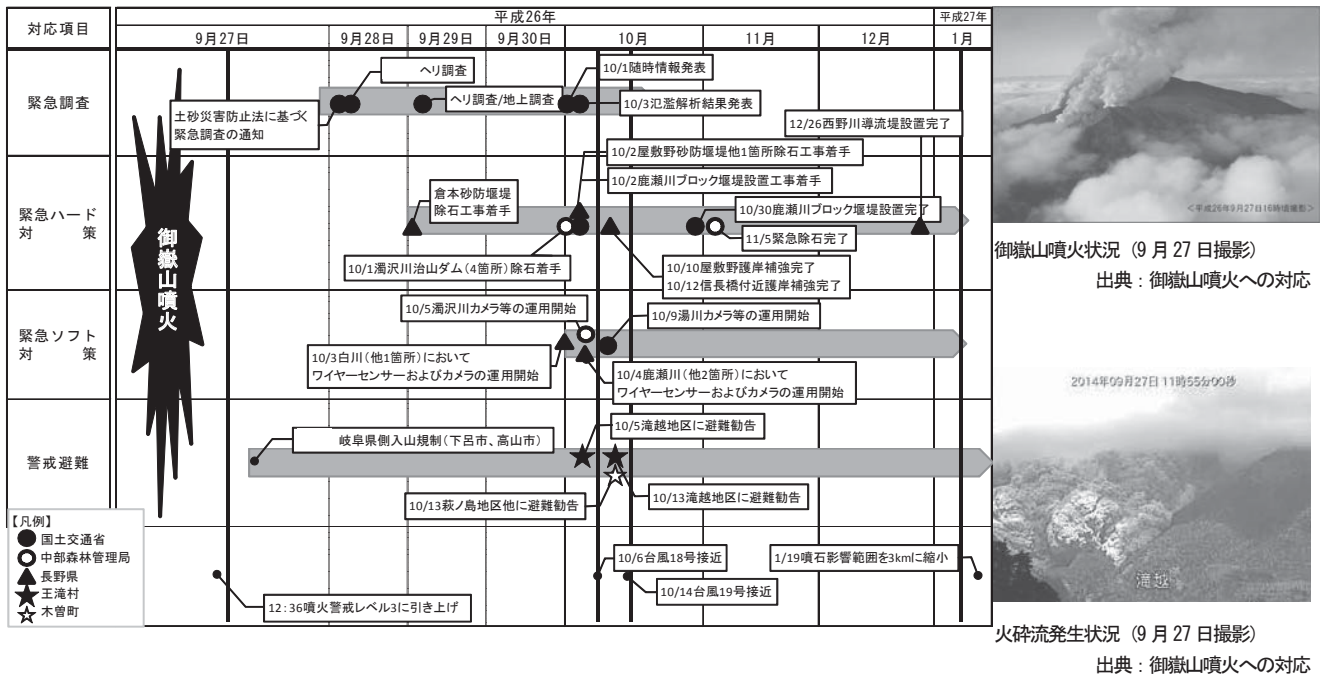 対応項目
平成26年
平成27年
9月27日
9月28日
9月29日
9月30日
10月
11月
12月
1月
緊急調査
ヘリ調査
ヘリ調査/地上調査
10/1随時情報発表
10/3氾濫解析結果発表
土砂災害防止法に基づく
緊急調査の通知
12/26西野川導流堤設置完了
緊急ハード
対 策
10/2屋敷野砂防堰堤他1箇所除石工事着手
10/2鹿瀬川ブロック堰堤設置工事着手
倉本砂防堰堤
除石工事着手
10/30鹿瀬川ブロック堰堤設置完了
11/5緊急除石完了
10/1濁沢川治山ダム(4箇所)除石着手
10/10屋敷野護岸補強完了
10/12信長橋付近護岸補強完了
御嶽山噴火
緊急ソフト
対 策
10/5濁沢川カメラ等の運用開始
10/9湯川カメラ等の運用開始
10/3白川(他1箇所)において
ワイヤーセンサーおよびカメラの運用開始
10/4鹿瀬川(他2箇所)において
ワイヤーセンサーおよびカメラの運用開始
警戒避難
岐阜県側入山規制(下呂市、高山市)
10/5滝越地区に避難勧告
10/13萩ノ島地区他に避難勧告
10/13滝越地区に避難勧告
【凡例】
国土交通省
中部森林管理局
長野県
王滝村
木曽町
12:36噴火警戒レベル3に引き上げ
10/6台風18号接近
10/14台風19号接近
1/19噴石影響範囲を3kmに縮小
<平成26年9月27日16時頃撮影>
御嶽山噴火状況(9月27日撮影)
出典:御嶽山噴火への対応
2014年09月27日 11時55分00秒
滝越
火砕流発生状況(9月27日撮影)
出典:御嶽山噴火への対応